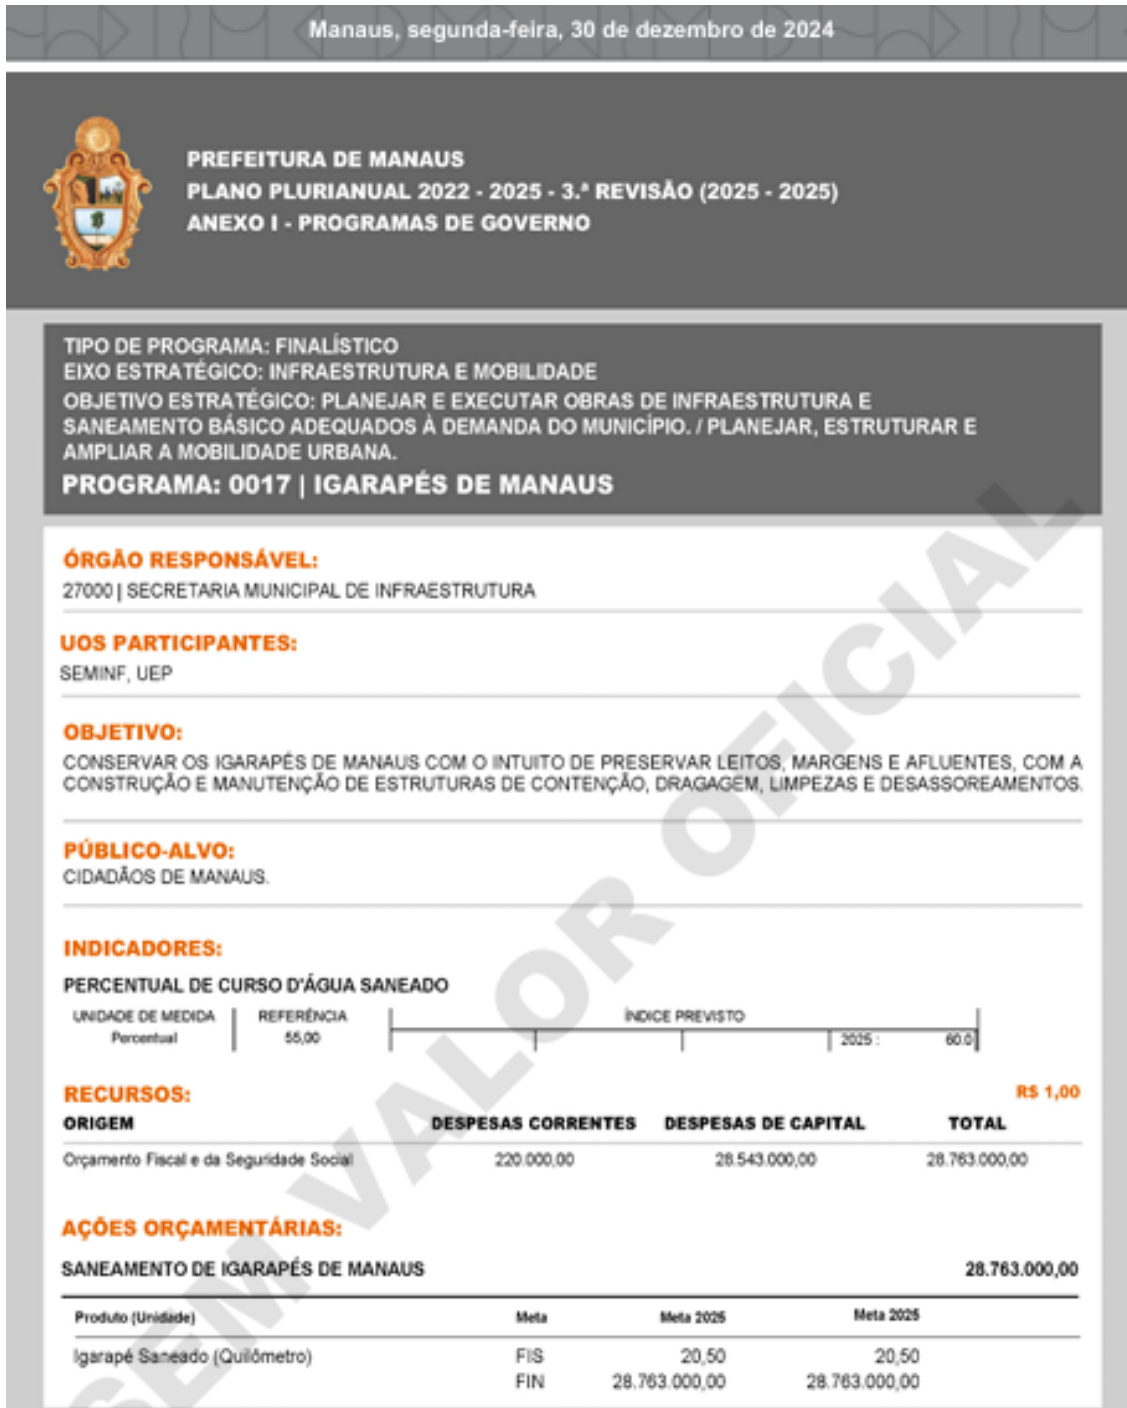 Manaus, segunda-feira, 30 de dezembro de 2024
PREFEITURA DE MANAUS
PLANO PLURIANUAL 2022 - 2025 - 3.ª REVISÃO (2025 - 2025)
ANEXO I - PROGRAMAS DE GOVERNO
TIPO DE PROGRAMA: FINALÍSTICO
EIXO ESTRATÉGICO: INFRAESTRUTURA E MOBILIDADE
OBJETIVO ESTRATÉGICO: PLANEJAR E EXECUTAR OBRAS DE INFRAESTRUTURA E
SANEAMENTO BÁSICO ADEQUADOS À DEMANDA DO MUNICÍPIO. / PLANEJAR, ESTRUTURAR E
AMPLIAR A MOBILIDADE URBANA.
PROGRAMA: 0017 | IGARAPÉS DE MANAUS
ÓRGÃO RESPONSÁVEL:
27000 | SECRETARIA MUNICIPAL DE INFRAESTRUTURA
UOS PARTICIPANTES:
SEMINF, UEP
OBJETIVO:
CONSERVAR OS IGARAPÉS DE MANAUS COM O INTUITO DE PRESERVAR LEITOS, MARGENS E AFLUENTES, COM A
CONSTRUÇÃO E MANUTENÇÃO DE ESTRUTURAS DE CONTENÇÃO, DRAGAGEM, LIMPEZAS E DESASSOREAMENTOS.
PÚBLICO-ALVO:
CIDADÃOS DE MANAUS.
INDICADORES:
PERCENTUAL DE CURSO D'ÁGUA SANEADO
UNIDADE DE MEDIDA REFERÊNCIA ÍNDICE PREVISTO
Percentual 55,00 2025 : 60.0
RECURSOS: R$ 1,00
ORIGEM DESPESAS CORRENTES DESPESAS DE CAPITAL TOTAL
Orçamento Fiscal e da Seguridade Social 220.000,00 28.543.000,00 28.763.000,00
AÇÕES ORÇAMENTÁRIAS:
SANEAMENTO DE IGARAPÉS DE MANAUS 28.763.000,00
Produto (Unidade) Meta Meta 2025 Meta 2025
Igarapé Saneado (Quilômetro) FIS 20,50 20,50
FIN 28.763.000,00 28.763.000,00
SEM VALOR OFICIAL